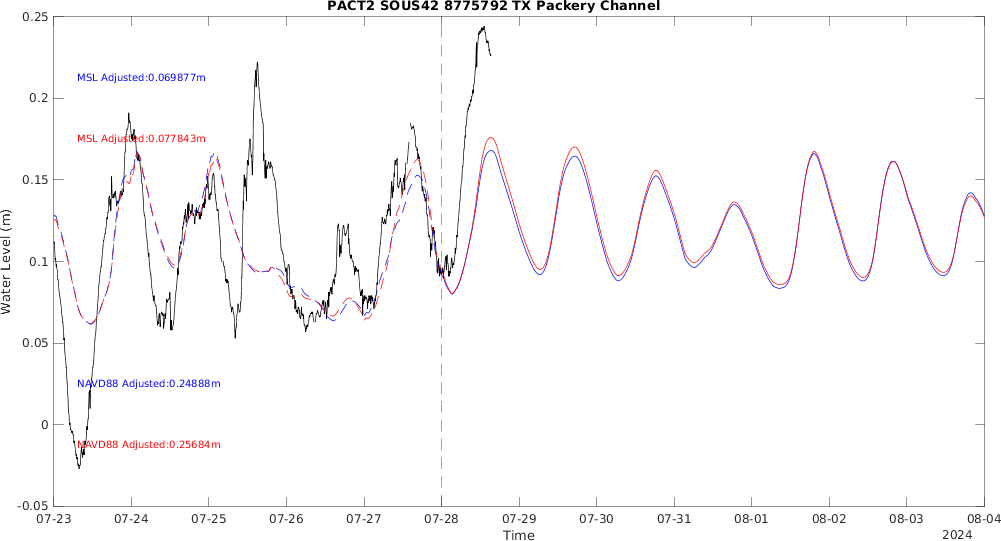 PACT2 SOUS42 8775792 TX Packery Channel
0.25
MSL Adjusted:0.069877m
0.2
MSL Adjusted:0.077843m
0.15
Water Level (m)
0.1
0.05
NAVD88 Adjusted:0.24888m
0
NAVD88 Adjusted:0.25684m
-0.05
07-23 07-24 07-25 07-26 07-27 07-28 07-29 07-30 07-31 08-01 08-02 08-03 08-04
Time
2024